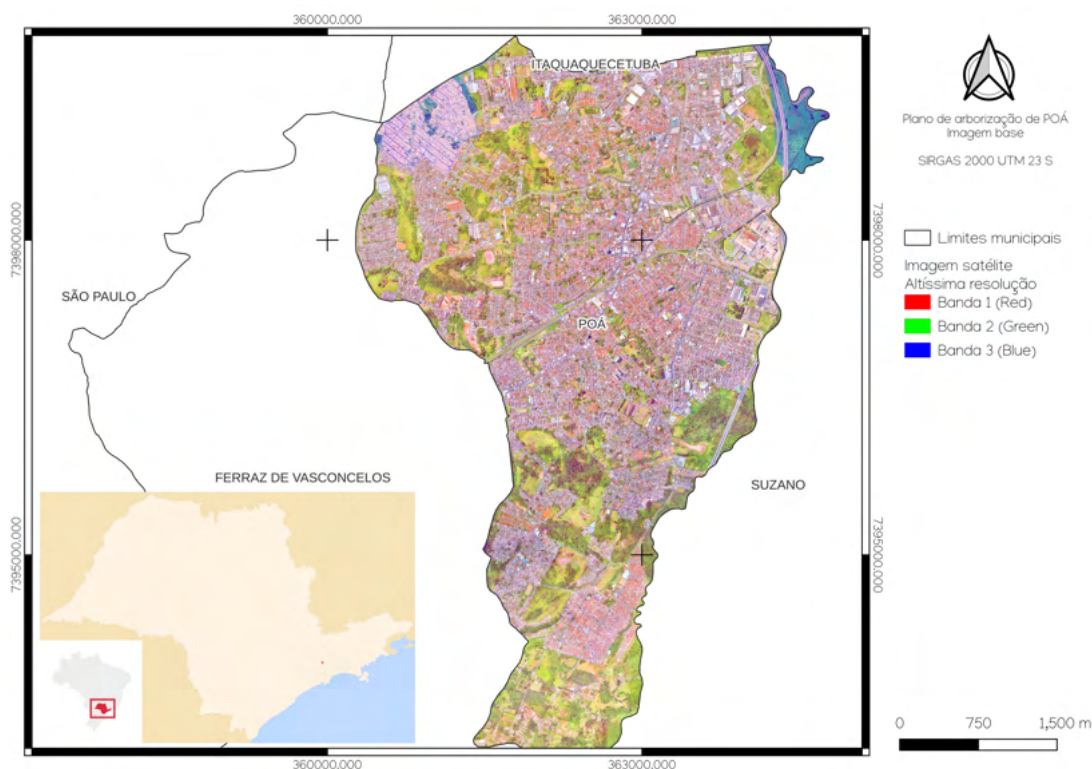 360000.000
363000.000
ITAQUAQUECETUBA
Plano de arborização de POÁ
Imagem base
SIRGAS 2000 UTM 23 S
7398000.000
7398000.000
Limites municipais
Imagem satélite
Altíssima resolução
SÃO PAULO
Banda 1 (Red)
POÁ
Banda 2 (Green)
Banda 3 (Blue)
FERRAZ DE VASCONCELOS
SUZANO
7395000.000
7395000.000
0 750 1,500 m
360000.000
363000.000